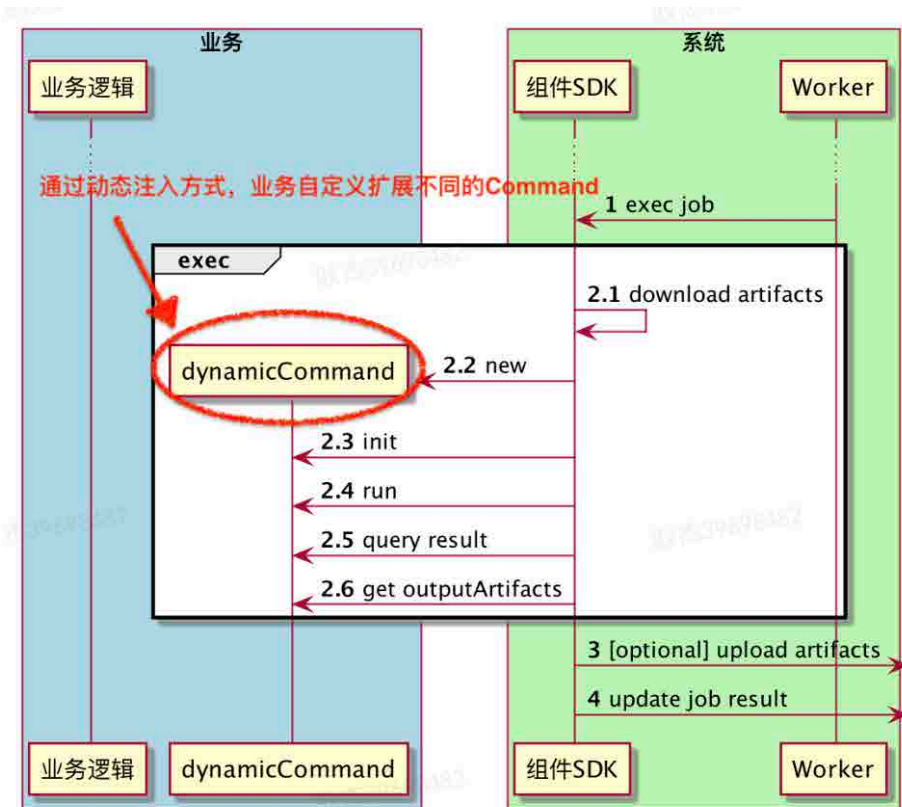 业务
系统
业务逻辑
组件SDK
Worker
通过动态注入方式，业务自定义扩展不同的Command
1 exec job
exec
2.1 download artifacts
dynamicCommand
2.2 new
2.3 init
2.4 run
2.5 query result
2.6 get outputArtifacts
3 [optional] upload artifacts
4 update job result
业务逻辑
dynamicCommand
组件SDK
Worker